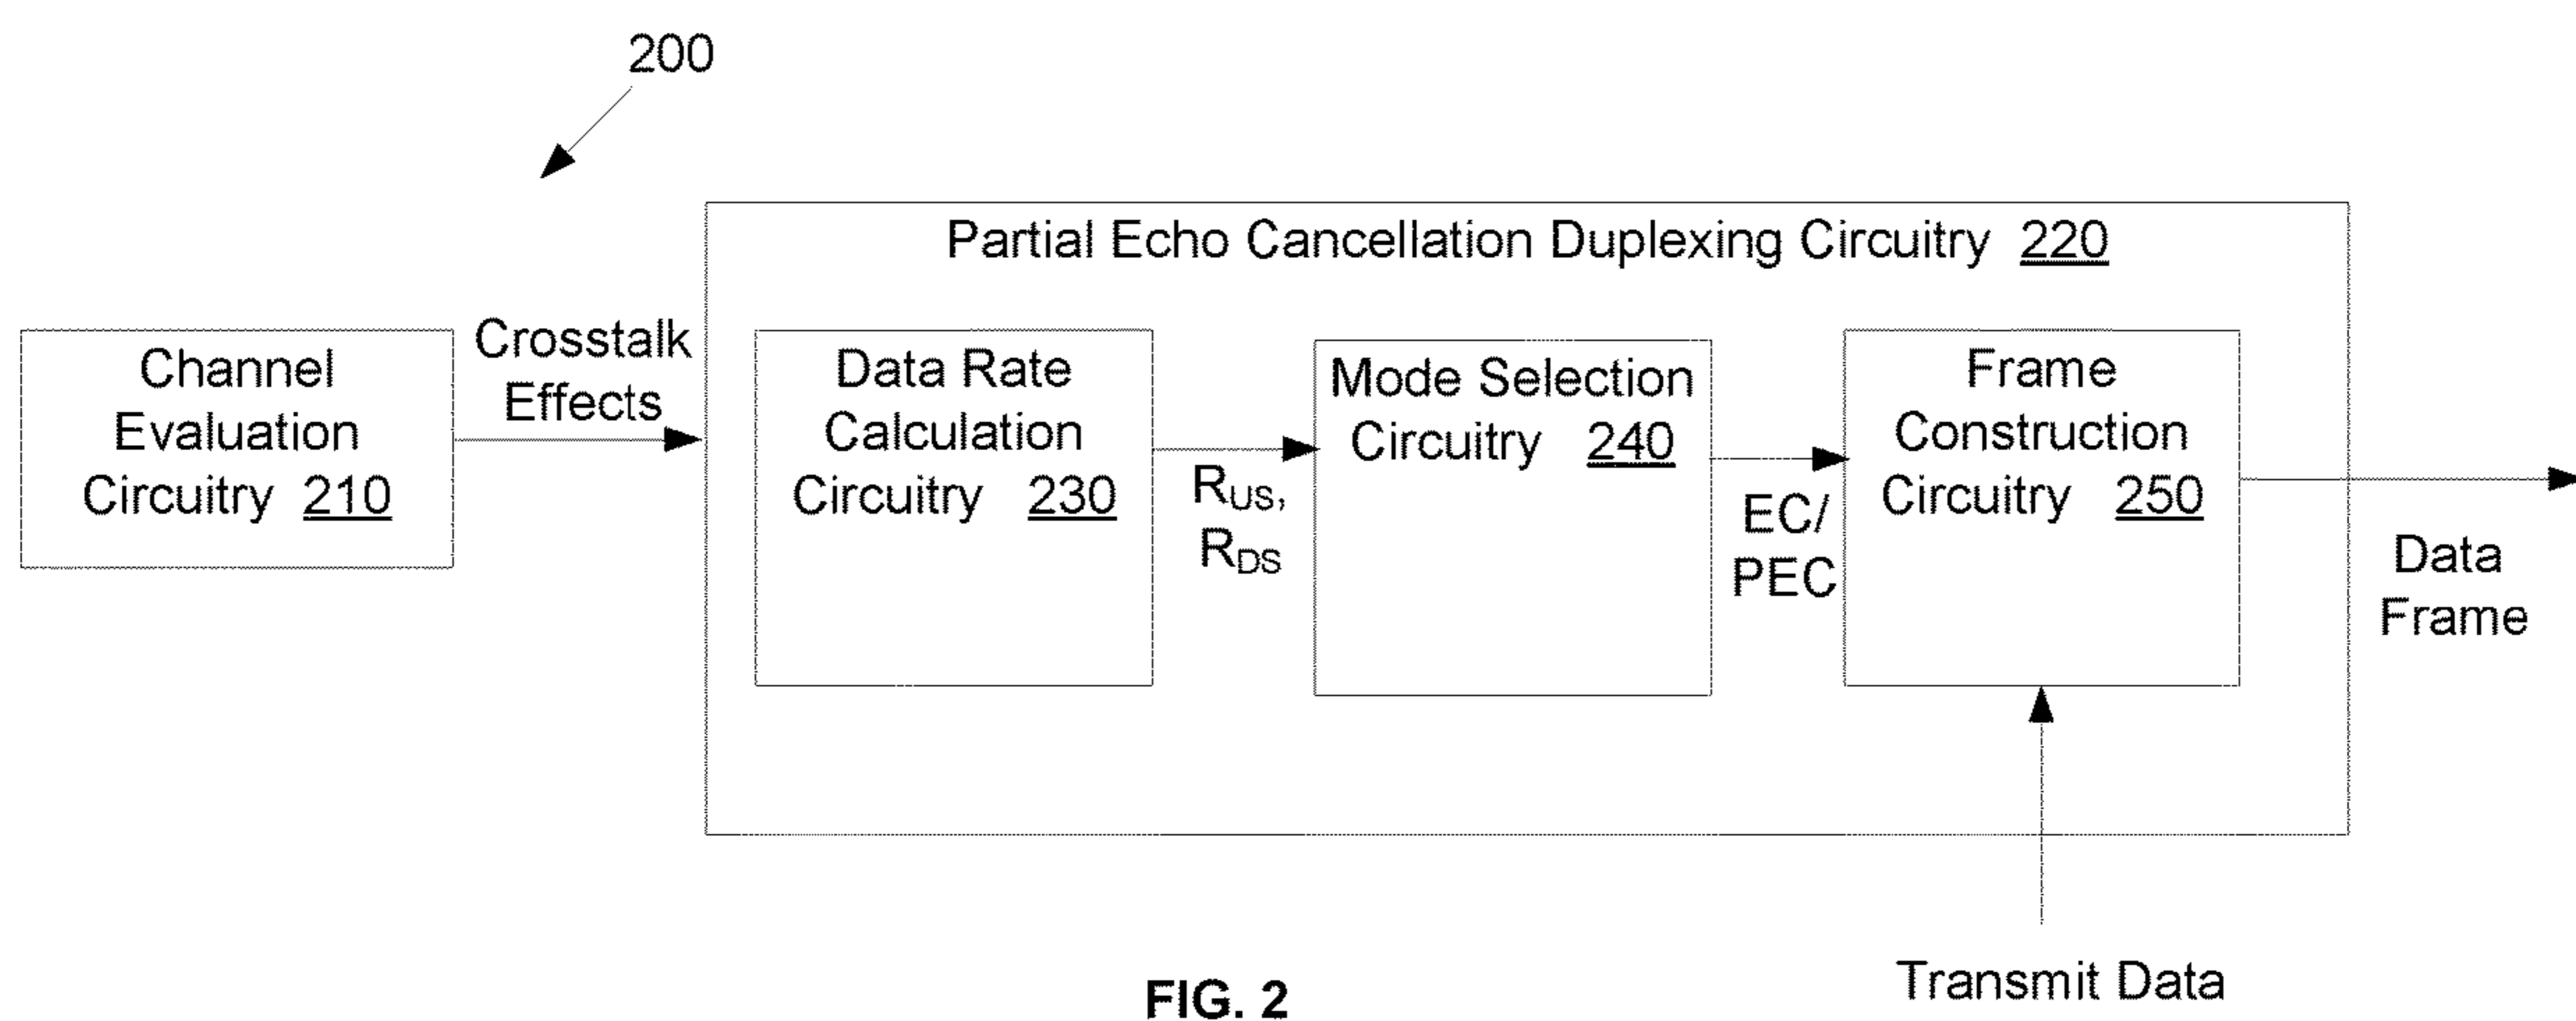 200
Partial Echo Cancellation Duplexing Circuitry 220
Channel
Evaluation
Circuitry 210
Crosstalk
Effects
Data Rate
Calculation
Circuitry 230
RUS,
RDS
Mode Selection
Circuitry 240
EC/
PEC
Frame
Construction
Circuitry 250
Data
Frame
Transmit Data
FIG. 2